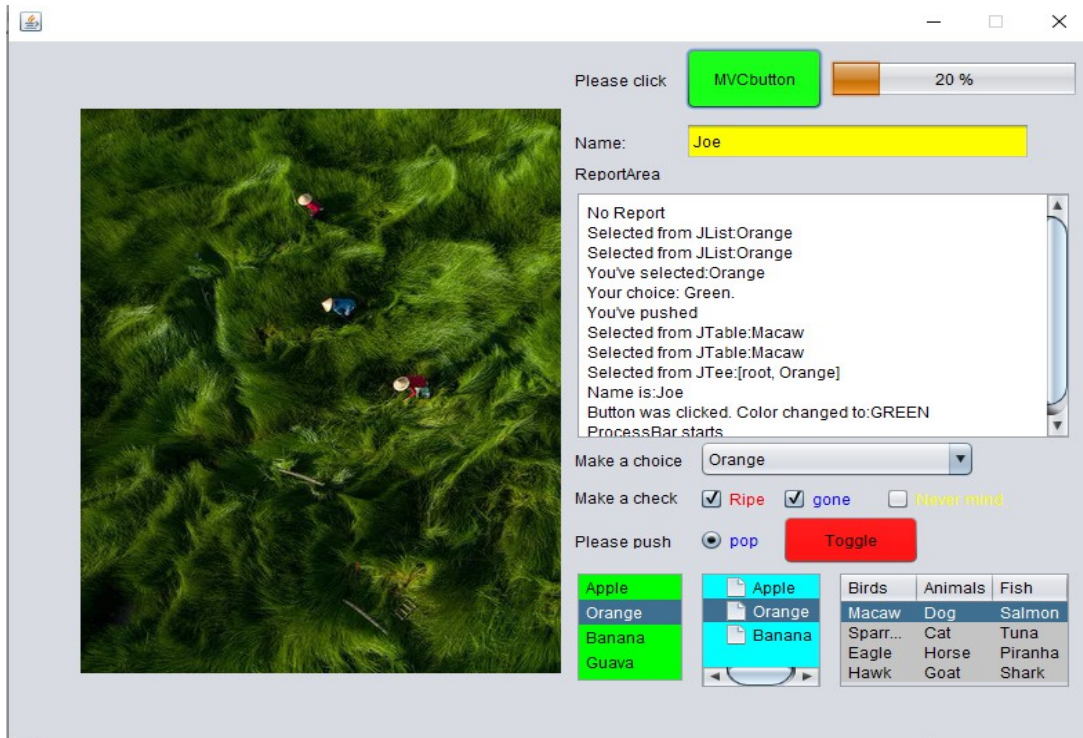 Please click MVCbutton 20 %
Name: Joe
ReportArea
No Report
Selected from JList:Orange
Selected from JList:Orange
You've selected:Orange
Your choice: Green.
You've pushed
Selected from JTable:Macaw
Selected from JTable:Macaw
Selected from JTee:[root, Orange]
Name is:Joe
Button was clicked. Color changed to:GREEN
ProcessBar starts
Make a choice Orange
Make a check Ripe gone Never mind
Please push pop Toggle
Apple
Orange
Banana
Guava
Apple
Orange
Banana
Birds Animals Fish
Macaw Dog Salmon
Sparr... Cat Tuna
Eagle Horse Piranha
Hawk Goat Shark